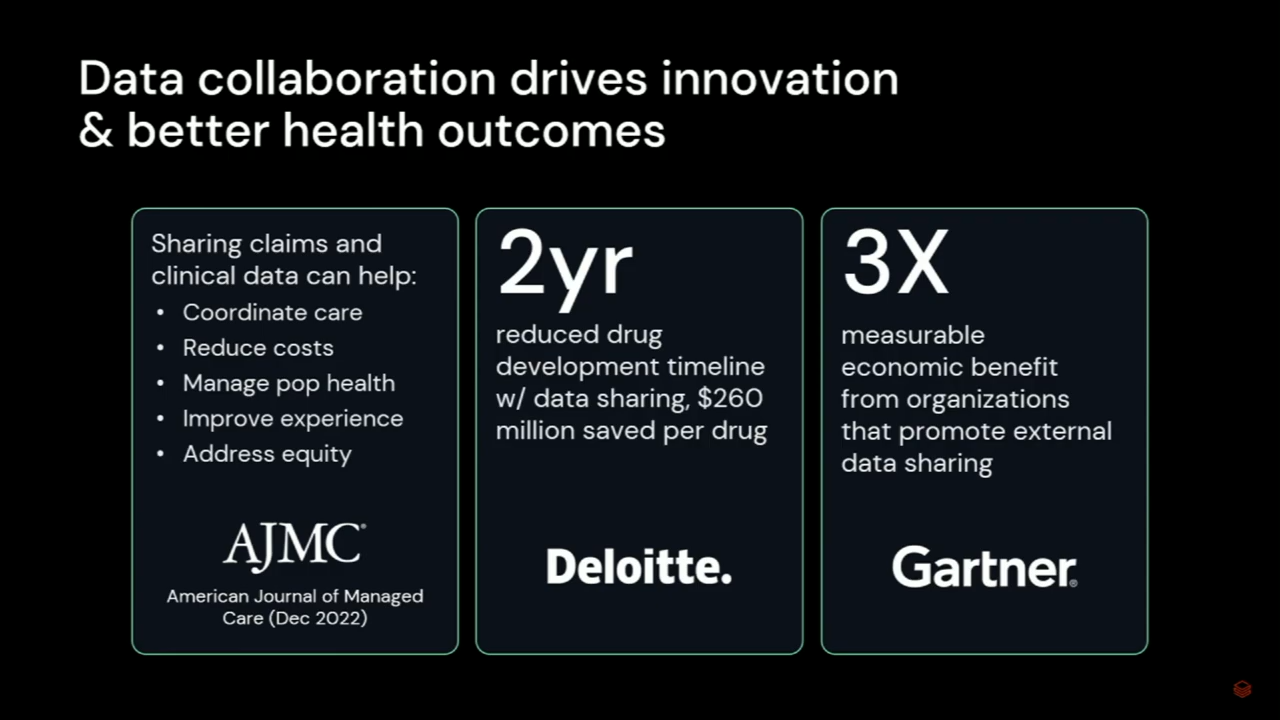 Data collaboration drives innovation
& better health outcomes
Sharing claims and
clinical data can help:
• Coordinate care
• Reduce costs
• Manage pop health
• Improve experience
• Address equity
AJMC®
American Journal of Managed
Care (Dec 2022)
2yr
reduced drug
development timeline
w/ data sharing, $260
million saved per drug
Deloitte.
3X
measurable
economic benefit
from organizations
that promote external
data sharing
Gartner®